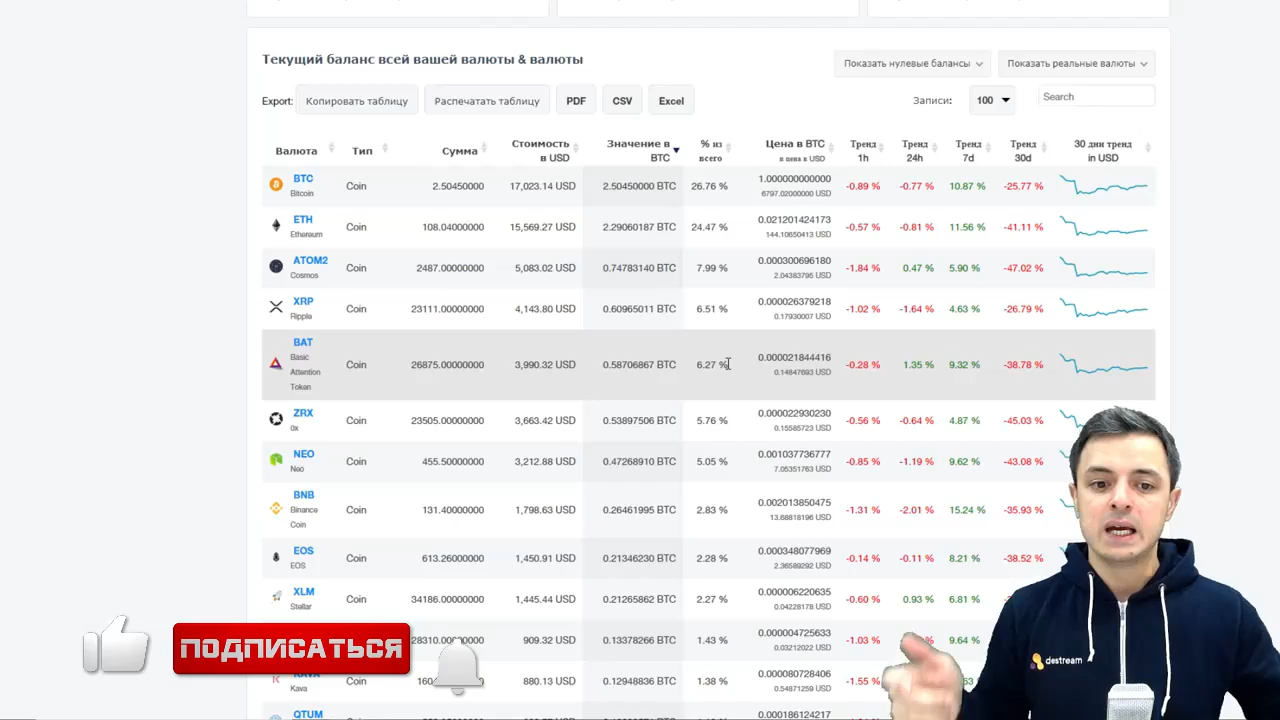 Текущий баланс всей вашей валюты & валюты
Показать нулевые балансы
Показать реальные валюты
Export:
Копировать таблицу
Распечатать таблицу
PDF
CSV
Excel
Записи:
100
Search
Валюта Тип Сумма Стоимость в USD Значение в BTC % из всего Цена в BTC и цена в USD Тренд 1h Тренд 24h Тренд 7d Тренд 30d 30 дни тренд in USD
BTC
Bitcoin
Coin 2.50450000 17,023.14 USD 2.50450000 BTC 26.76 % 1.000000000000 -0.89 % -0.77 % 10.87 % -25.77 %
6797.02000000 USD
ETH
Ethereum
Coin 108.04000000 15,569.27 USD 2.29060187 BTC 24.47 % 0.021201424173 -0.57 % -0.81 % 11.56 % -41.11 %
144.10650413 USD
ATOM2
Cosmos
Coin 2487.00000000 5,083.02 USD 0.74783140 BTC 7.99 % 0.000300696180 -1.84 % 0.47 % 5.90 % -47.02 %
2.04383795 USD
XRP
Ripple
Coin 23111.00000000 4,143.80 USD 0.60965011 BTC 6.51 % 0.000026379218 -1.02 % -1.64 % 4.63 % -26.79 %
0.17930007 USD
BAT
Basic
Attention
Token
Coin 26875.00000000 3,990.32 USD 0.58706867 BTC 6.27 % 0.000021844416 -0.28 % 1.35 % 9.32 % -38.78 %
0.14847693 USD
ZRX
0x
Coin 23505.00000000 3,663.42 USD 0.53897506 BTC 5.76 % 0.000022930230 -0.56 % -0.64 % 4.87 % -45.03 %
0.15585723 USD
NEO
Neo
Coin 455.50000000 3,212.88 USD 0.47268910 BTC 5.05 % 0.001037736777 -0.85 % -1.19 % 9.62 % -43.08 %
7.05351763 USD
BNB
Binance
Coin
Coin 131.40000000 1,798.63 USD 0.26461995 BTC 2.83 % 0.002013850475 -1.31 % -2.01 % 15.24 % -35.93 %
13.68818196 USD
EOS
EOS
Coin 613.26000000 1,450.91 USD 0.21346230 BTC 2.28 % 0.000348077969 -0.14 % -0.11 % 8.21 % -38.52 %
2.36589292 USD
XLM
Stellar
Coin 34186.00000000 1,445.44 USD 0.21265862 BTC 2.27 % 0.000006220635 -0.60 % 0.93 % 6.81 %
0.04228178 USD
909.32 USD 0.13378266 BTC 1.43 % 0.000004725633 -1.03 % 9.64 %
0.03212022 USD
Kava
880.13 USD 0.12948836 BTC 1.38 % 0.000080728406 -1.55 %
0.54871259 USD
QTUM
0.000186124217
ПОДПИСАТЬСЯ
destream